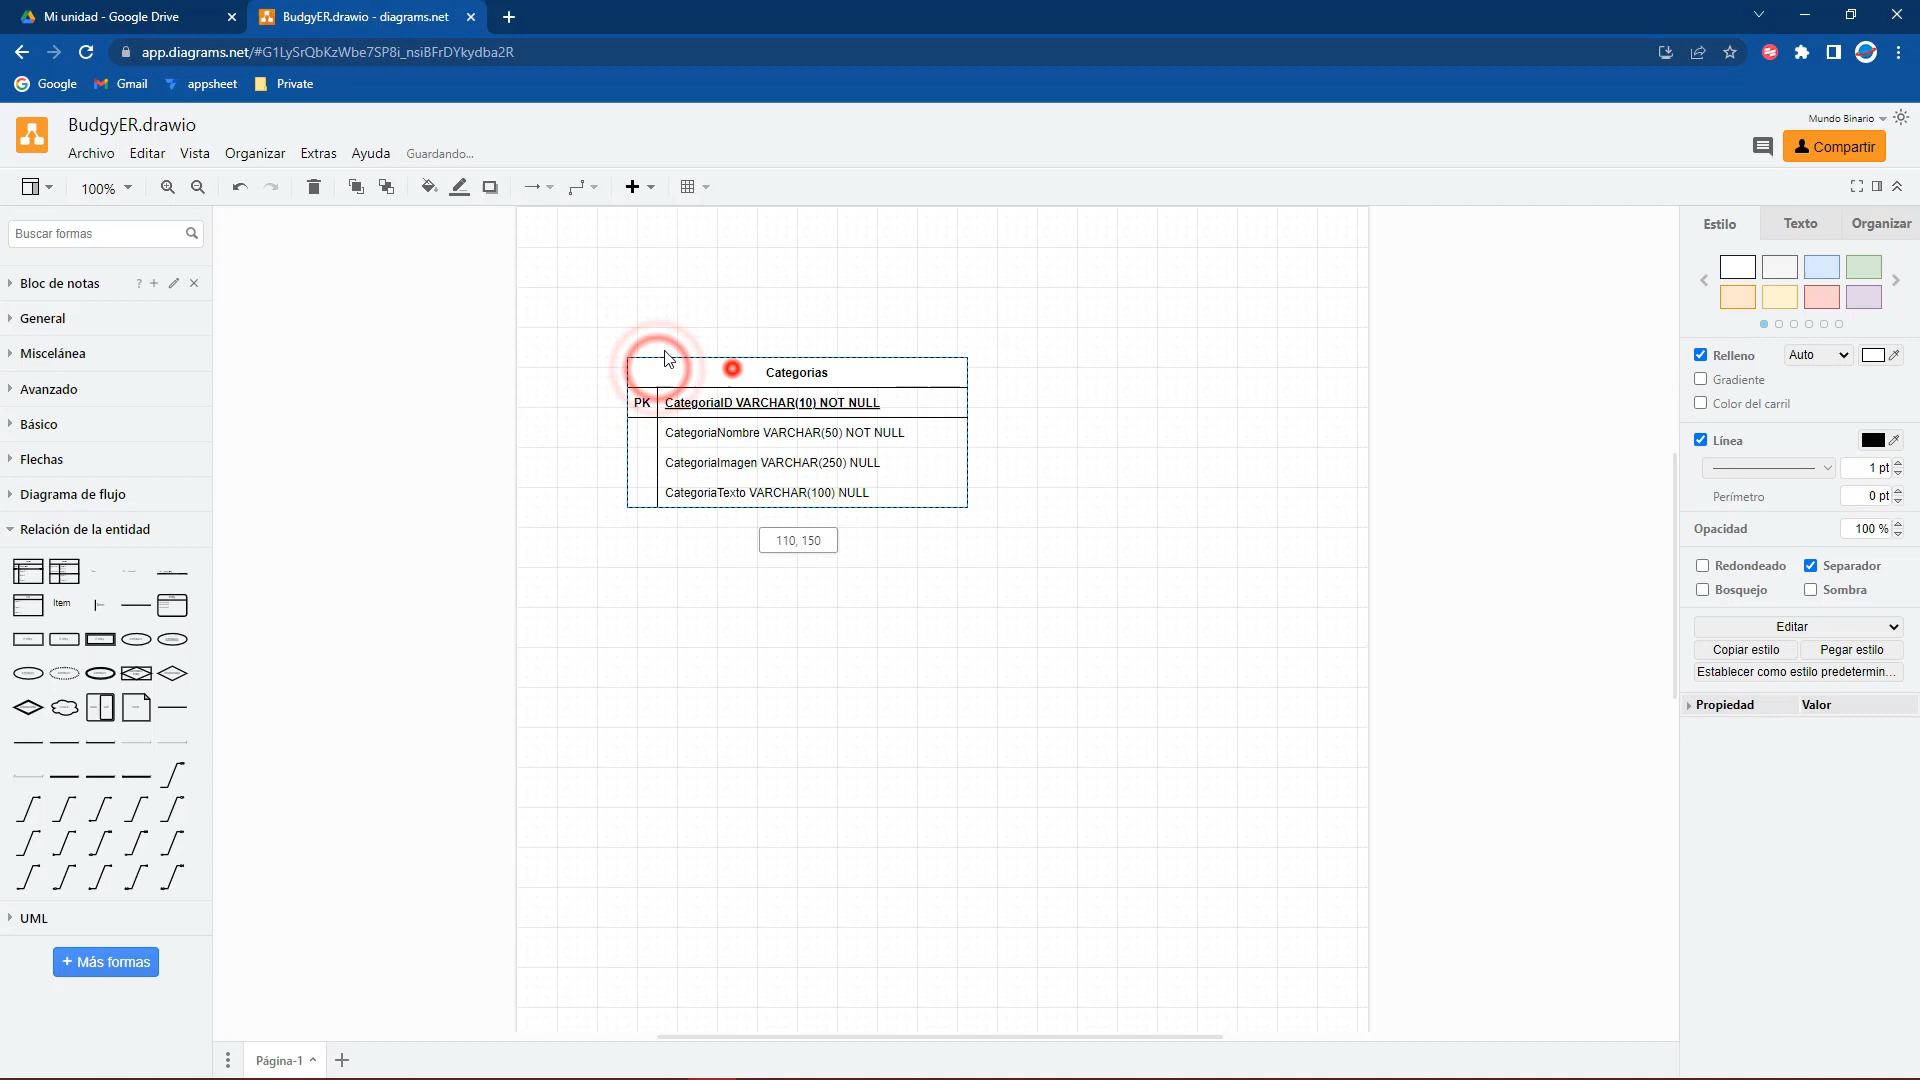 Mi unidad - Google Drive
BudgyER.drawio - diagrams.net
app.diagrams.net/#G1LySrQbKzWbe7SP8i_nsiBFrDYkydba2R
Google
Gmail
appsheet
Private
BudgyER.drawio
Mundo Binario
Archivo
Editar
Vista
Organizar
Extras
Ayuda
Guardando...
Compartir
100%
Buscar formas
Estilo
Texto
Organizar
Bloc de notas
?
General
Miscelánea
Avanzado
Básico
Flechas
Diagrama de flujo
Relación de la entidad
Item
UML
+ Más formas
Categorias
PK
CategoriaID VARCHAR(10) NOT NULL
CategoriaNombre VARCHAR(50) NOT NULL
CategoriaImagen VARCHAR(250) NULL
CategoriaTexto VARCHAR(100) NULL
110, 150
Relleno
Auto
Gradiente
Color del carril
Línea
1 pt
Perímetro
0 pt
Opacidad
100 %
Redondeado
Separador
Bosquejo
Sombra
Editar
Copiar estilo
Pegar estilo
Establecer como estilo predetermin...
Propiedad
Valor
Página-1